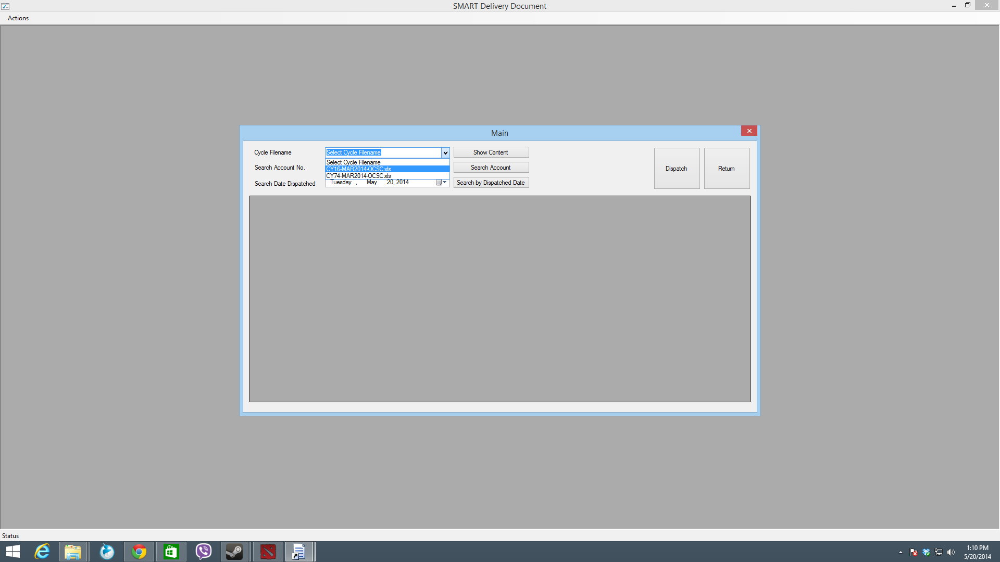 SMART Delivery Document
Actions
Main
Cycle Filename
Select Cycle Filename
Show Content
Select Cycle Filename
CY16-MAR2014-OCSC.xls
CY74-MAR2014-OCSC.xls
Search Account No.
Search Account
Search Date Dispatched
Tuesday , May 20, 2014
Search by Dispatched Date
Dispatch
Return
Status
1:10 PM
5/20/2014